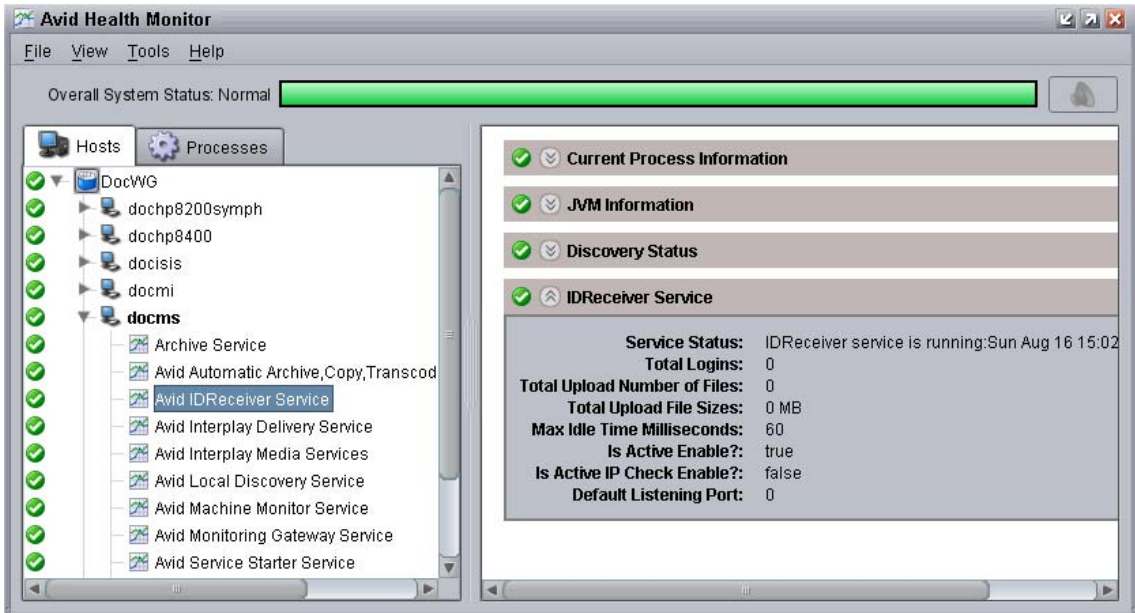 Avid Health Monitor
File View Tools Help
Overall System Status: Normal
Hosts Processes
DocWG
dochp8200symph
dochp8400
docisis
docmi
docms
Archive Service
Avid Automatic Archive,Copy,Transcod
Avid IDReceiver Service
Avid Interplay Delivery Service
Avid Interplay Media Services
Avid Local Discovery Service
Avid Machine Monitor Service
Avid Monitoring Gateway Service
Avid Service Starter Service
Current Process Information
JVM Information
Discovery Status
IDReceiver Service
Service Status: IDReceiver service is running:Sun Aug 16 15:02
Total Logins: 0
Total Upload Number of Files: 0
Total Upload File Sizes: 0 MB
Max Idle Time Milliseconds: 60
Is Active Enable?: true
Is Active IP Check Enable?: false
Default Listening Port: 0